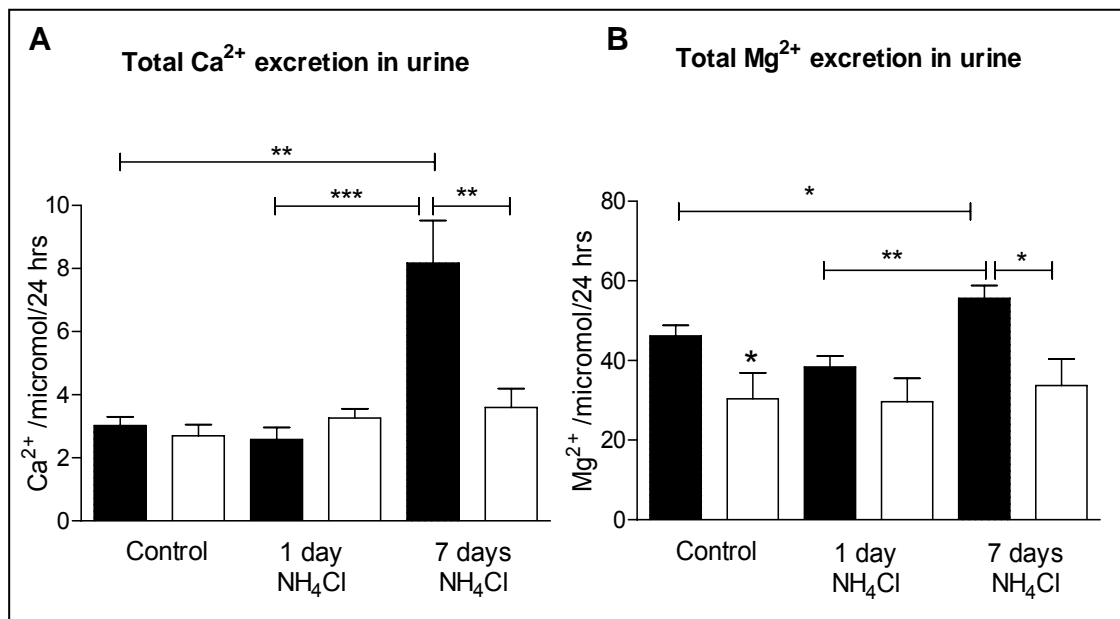 A
Total Ca²⁺ excretion in urine
**
***
**
10
8
6
4
2
0
Ca²⁺ /micromol/24 hrs
Control
1 day
NH₄Cl
7 days
NH₄Cl
B
Total Mg²⁺ excretion in urine
*
**
*
*
80
60
40
20
0
Mg²⁺ /micromol/24 hrs
Control
1 day
NH₄Cl
7 days
NH₄Cl